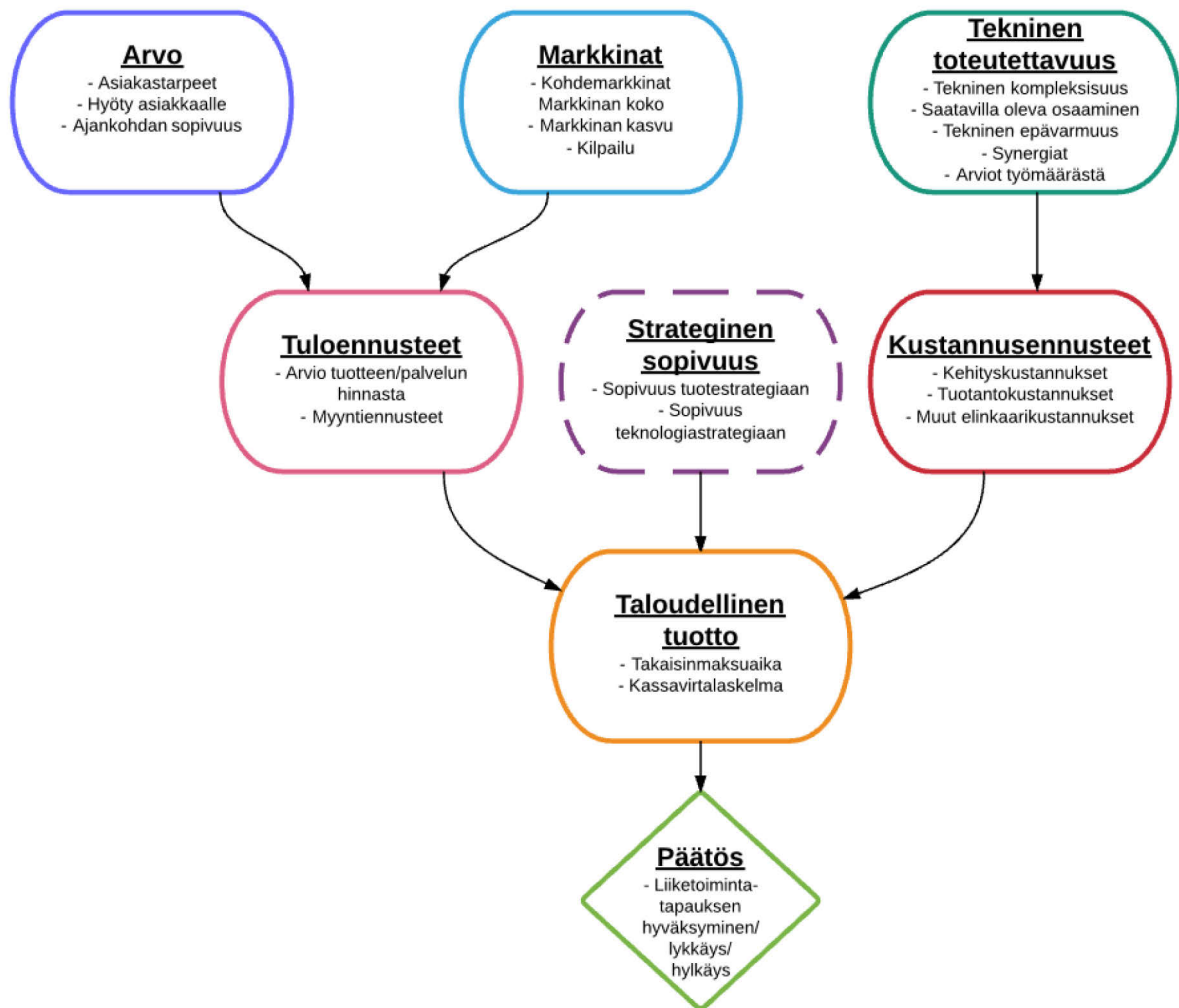 Arvo
- Asiakastarpeet
- Hyöty asiakkaalle
- Ajankohdan sopivuus
Markkinat
- Kohdemarkkinat
Markkinan koko
- Markkinan kasvu
- Kilpailu
Tekninen
toteutettavuus
- Tekninen kompleksisuus
- Saatavilla oleva osaaminen
- Tekninen epävarmuus
- Synergiat
- Arviot työmäärästä
Tuloennusteet
- Arvio tuotteen/palvelun
hinnasta
- Myyntiennusteet
Strateginen
sopivuus
- Sopivuus tuotestrategiaan
- Sopivuus
teknologiastrategiaan
Kustannusennusteet
- Kehityskustannukset
- Tuotantokustannukset
- Muut elinkaarikustannukset
Taloudellinen
tuotto
- Takaisinmaksuaika
- Kassavirtalaskelma
Päätös
- Liiketoiminta-
tapauksen
hyväksyminen/
lykkäys/
hylkäys